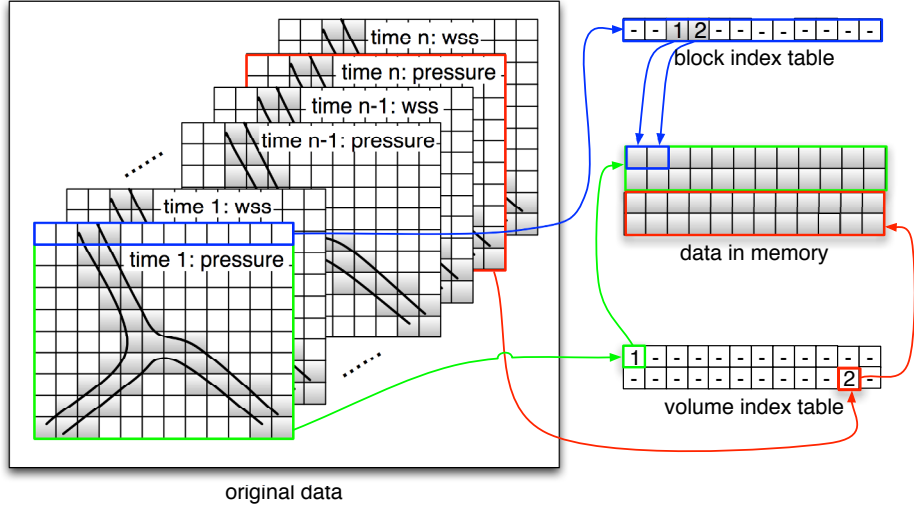 time n: wss
time n: pressure
time n-1: wss
time n-1: pressure
time 1: wss
time 1: pressure
original data
- - 1 2 - - - - - - - -
block index table
data in memory
1 - - - - - - - - - - -
- - - - - - - - - - 2 -
volume index table